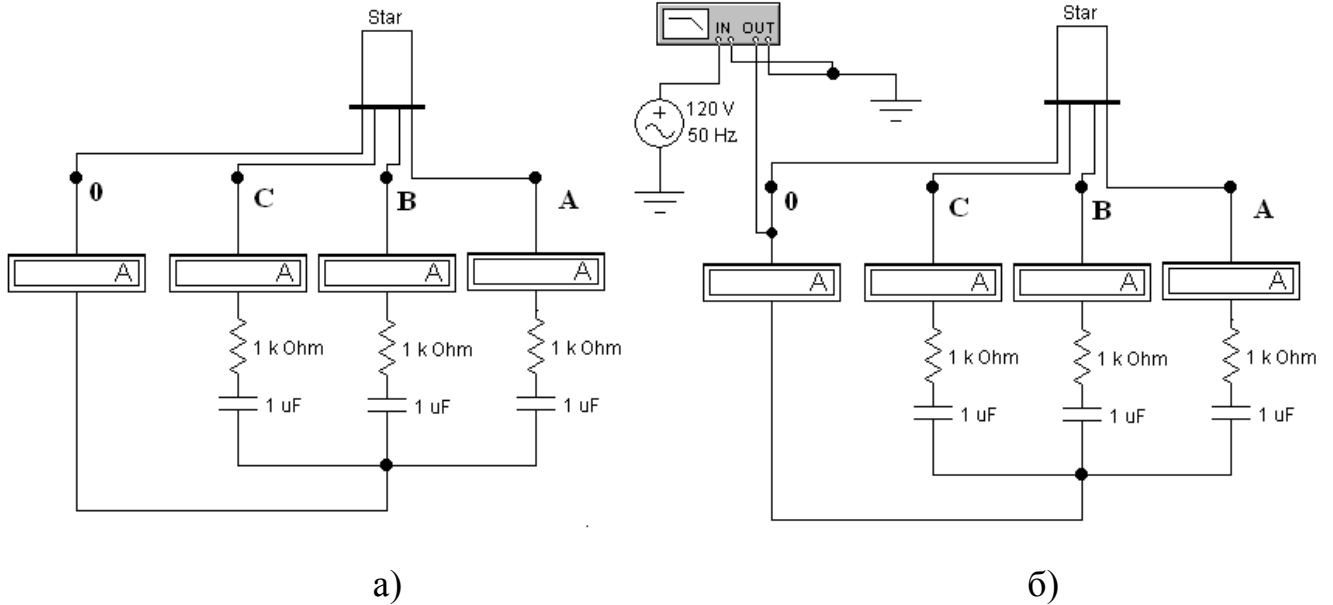 Star
0
C
B
A
A
A
A
A
1 k Ohm
1 k Ohm
1 k Ohm
1 uF
1 uF
1 uF
а)
IN OUT
120 V
50 Hz
Star
0
C
B
A
A
A
A
A
1 k Ohm
1 k Ohm
1 k Ohm
1 uF
1 uF
1 uF
б)